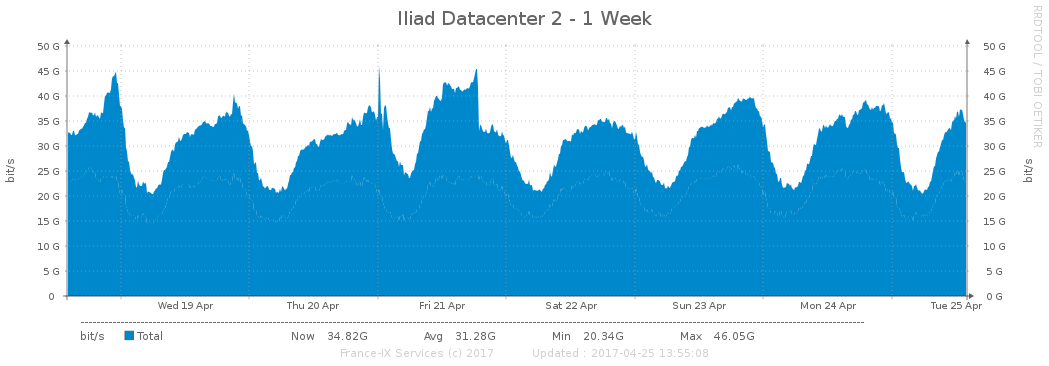 Iliad Datacenter 2 - 1 Week
RRDTOOL / TOBI OETIKER
bit/s
50 G 50 G
45 G 45 G
40 G 40 G
35 G 35 G
30 G 30 G
25 G 25 G
20 G 20 G
15 G 15 G
10 G 10 G
5 G 5 G
0 0 G
bit/s
Wed 19 Apr Thu 20 Apr Fri 21 Apr Sat 22 Apr Sun 23 Apr Mon 24 Apr Tue 25 Apr
bit/s Total Now 34.82G Avg 31.28G Min 20.34G Max 46.05G
France-IX Services (c) 2017 Updated : 2017-04-25 13:55:08